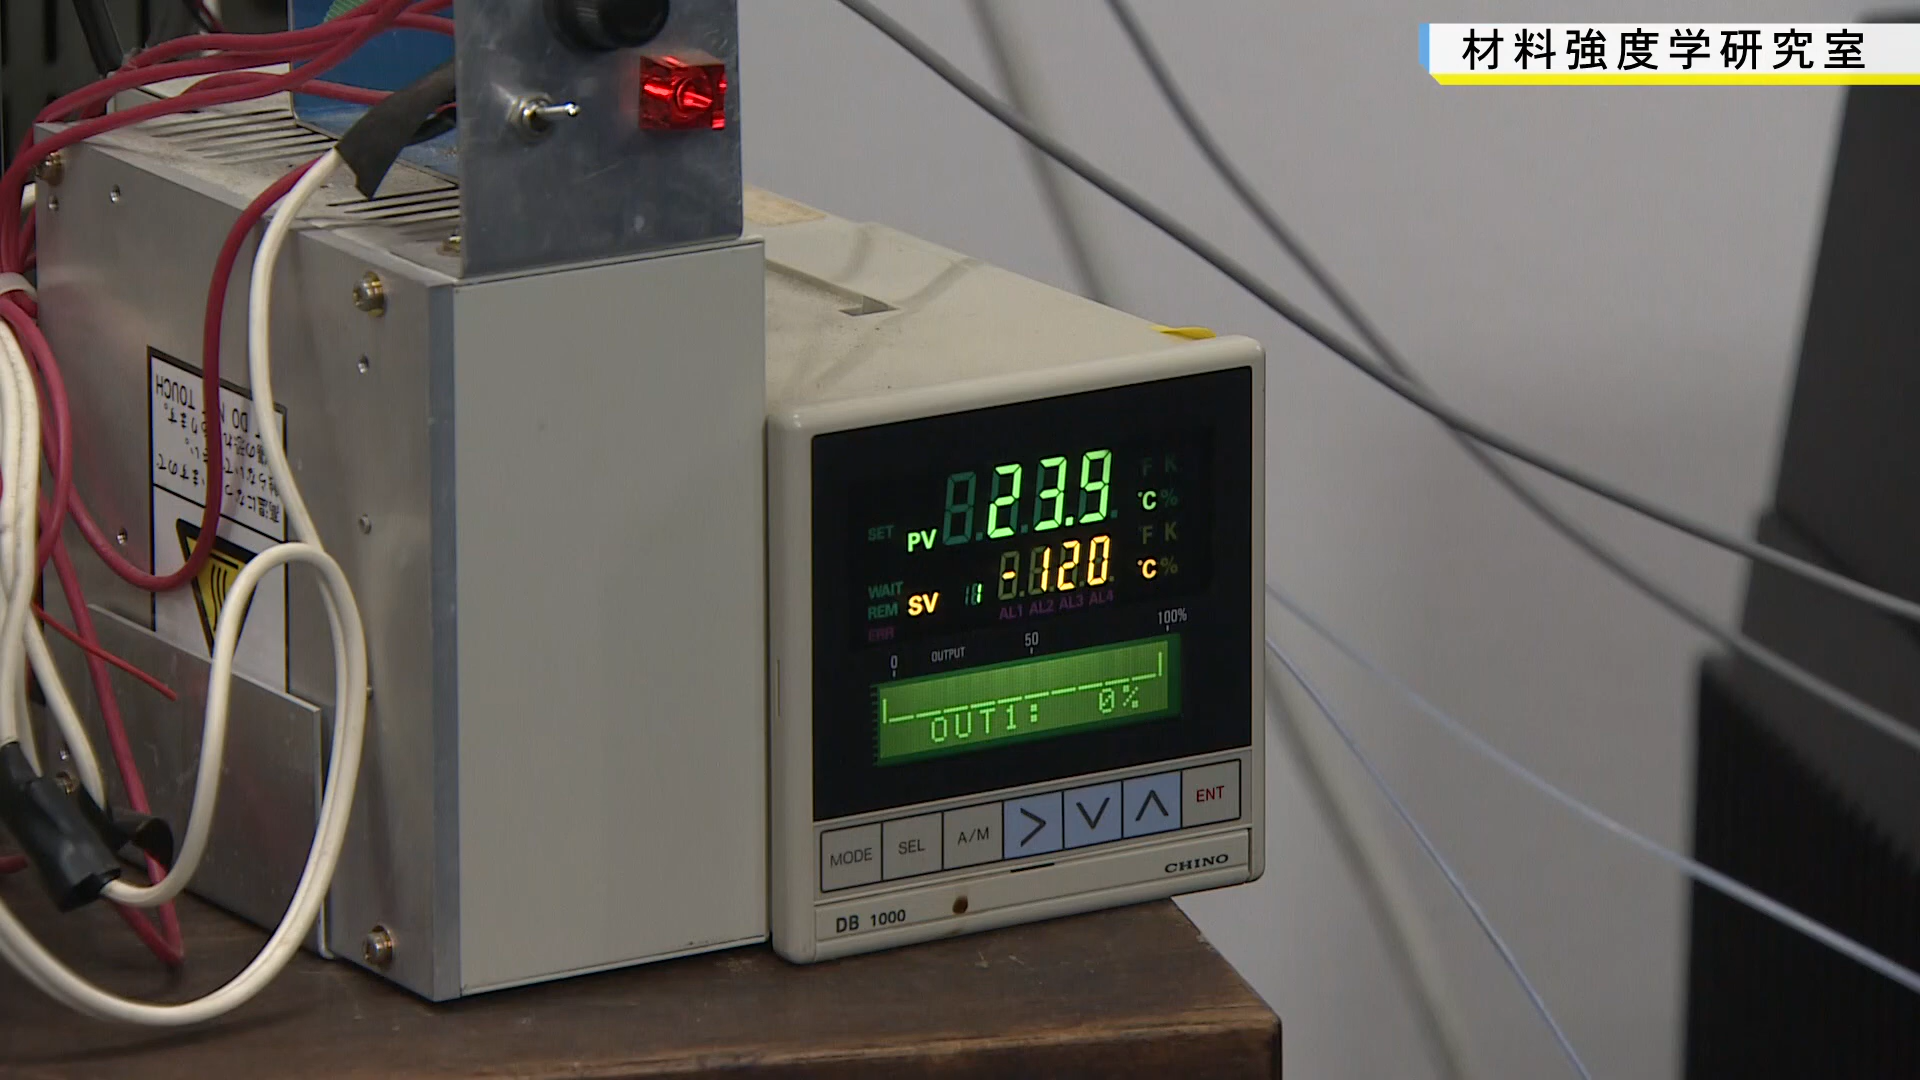 材料強度学研究室
SET PV 23.9 °C %
F K
WAIT
REM SV 1 -120 °C %
F K
AL1 AL2 AL3 AL4
ERR
0 OUTPUT 50 100%
OUT1: 0%
MODE SEL A/M > ∨ ∧ ENT
CHINO
DB 1000
TOUCH